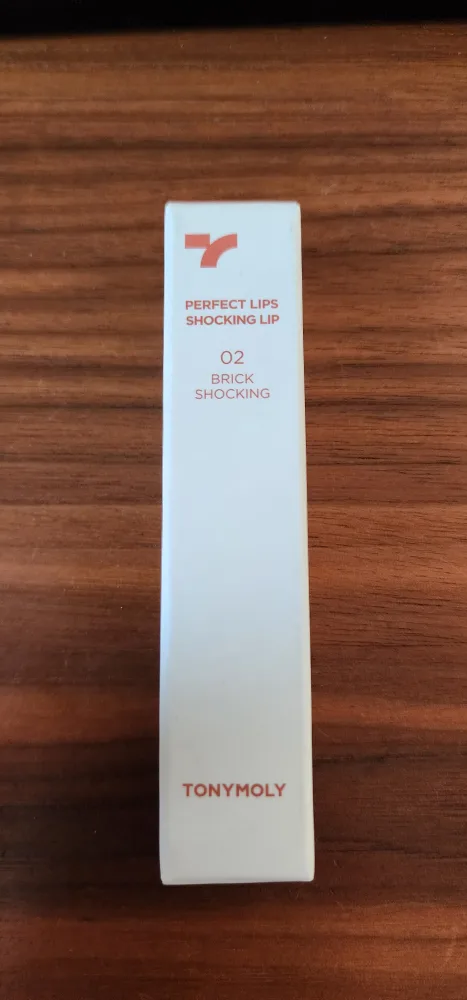 PERFECT LIPS
SHOCKING LIP
02
BRICK
SHOCKING
TONYMOLY